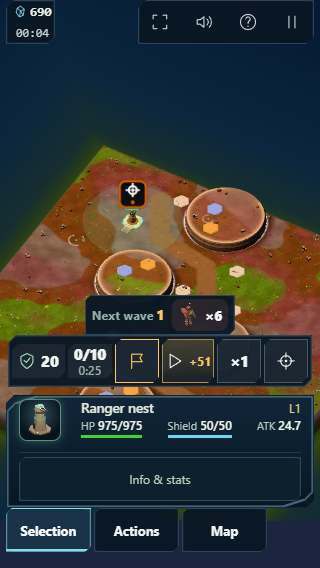 690
00:04
Next wave 1
×6
20
0/10
0:25
+51
×1
Ranger nest
L1
HP 975/975
Shield 50/50
ATK 24.7
Info & stats
Selection
Actions
Map